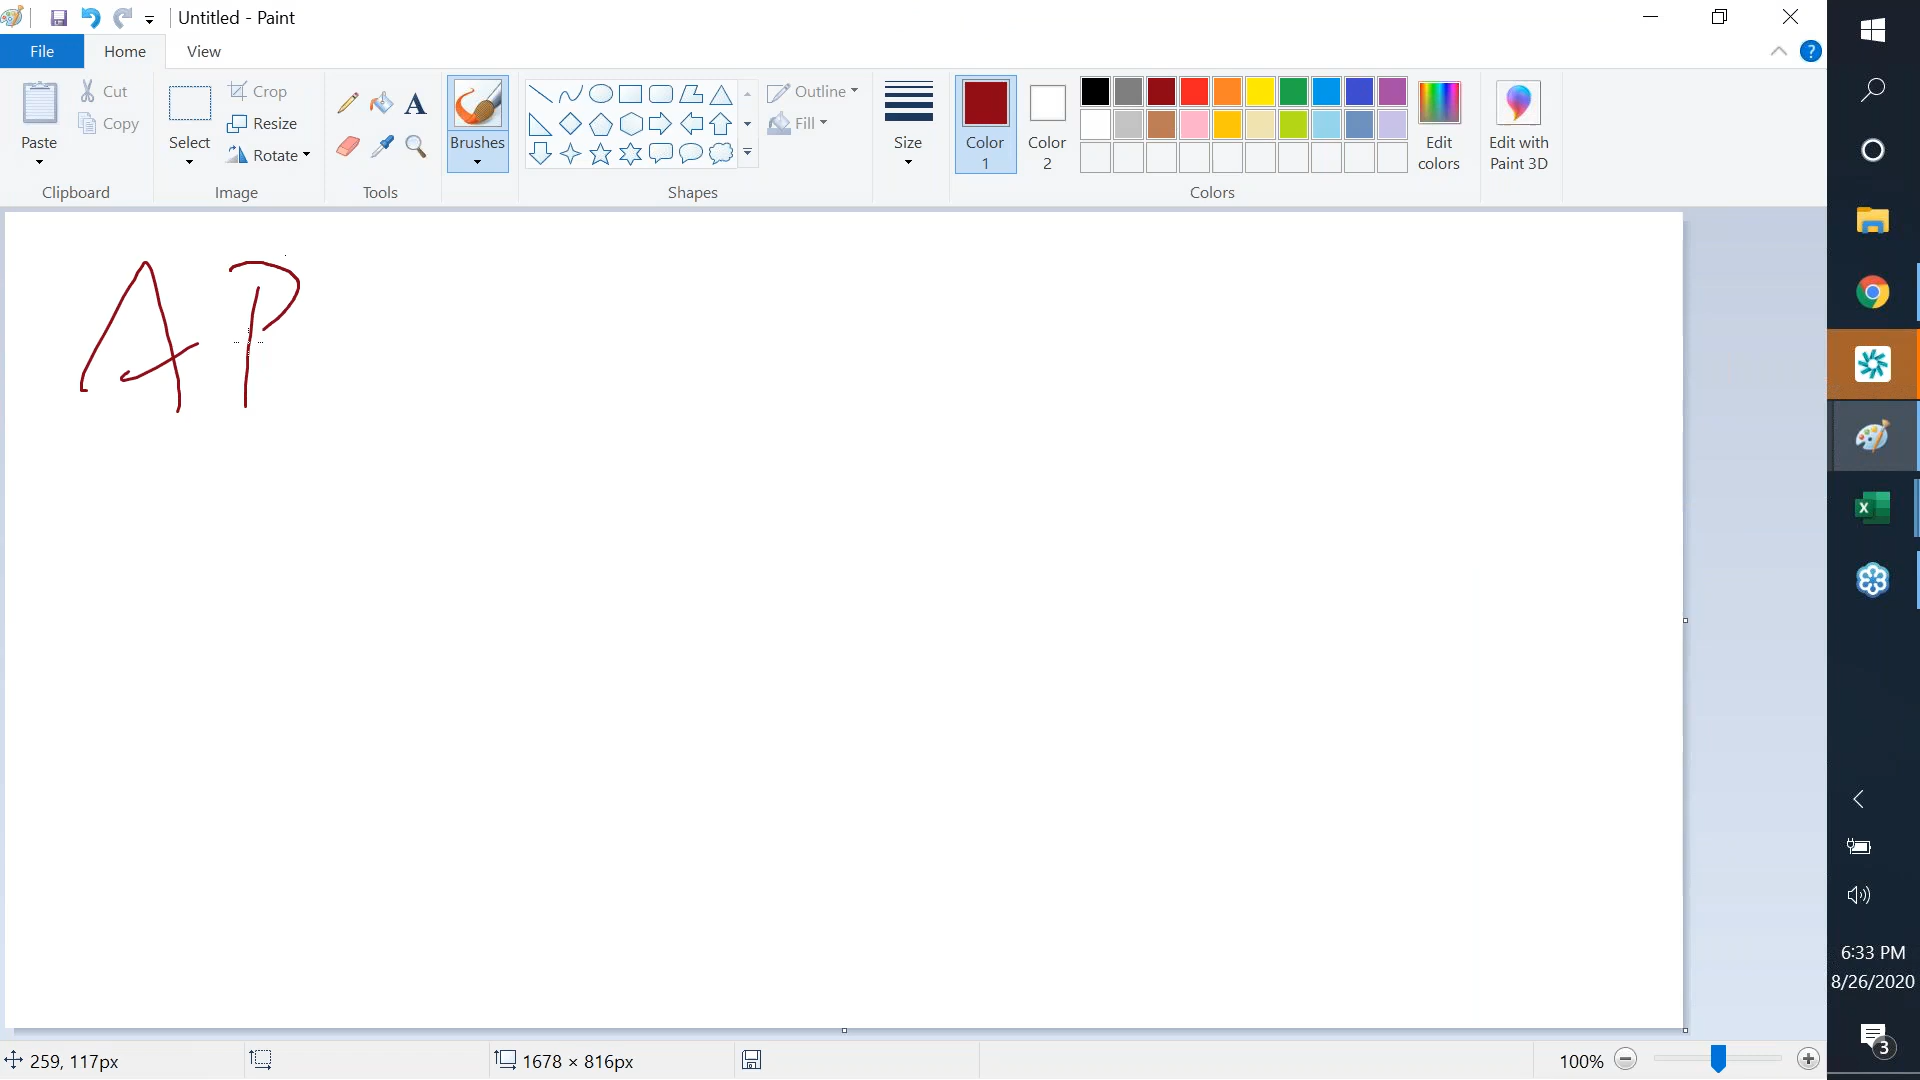 Untitled - Paint
File Home View
Paste
Cut
Copy
Clipboard
Select
Crop
Resize
Rotate
Image
A
Tools
Brushes
Shapes
Outline
Fill
Size
Color 1
Color 2
Colors
Edit colors
Edit with Paint 3D
?
AP
X
259, 117px
1678 × 816px
100%
6:33 PM
8/26/2020
3